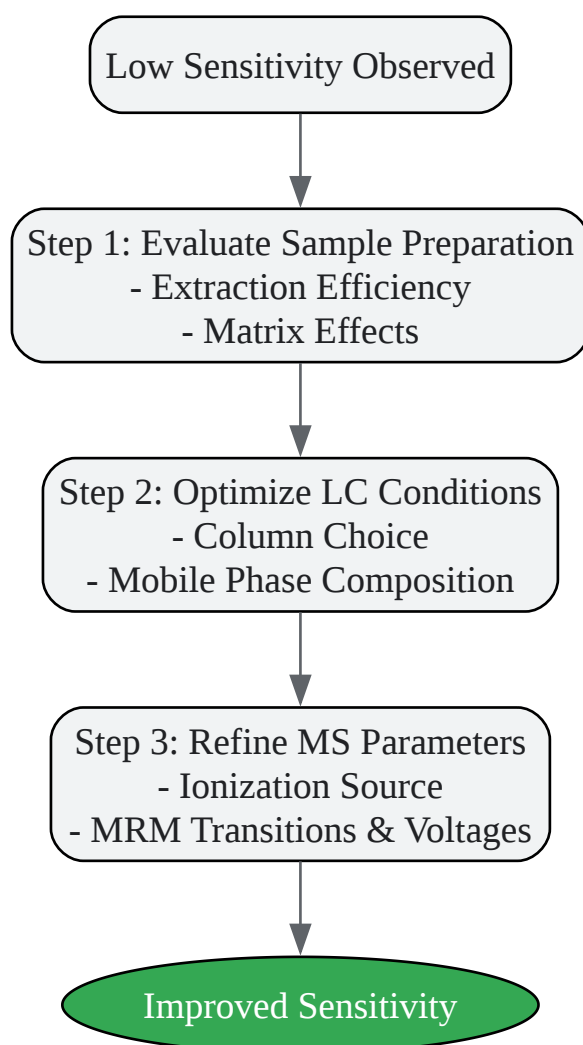 Low Sensitivity Observed
Step 1: Evaluate Sample Preparation
- Extraction Efficiency
- Matrix Effects
Step 2: Optimize LC Conditions
- Column Choice
- Mobile Phase Composition
Step 3: Refine MS Parameters
- Ionization Source
- MRM Transitions & Voltages
Improved Sensitivity